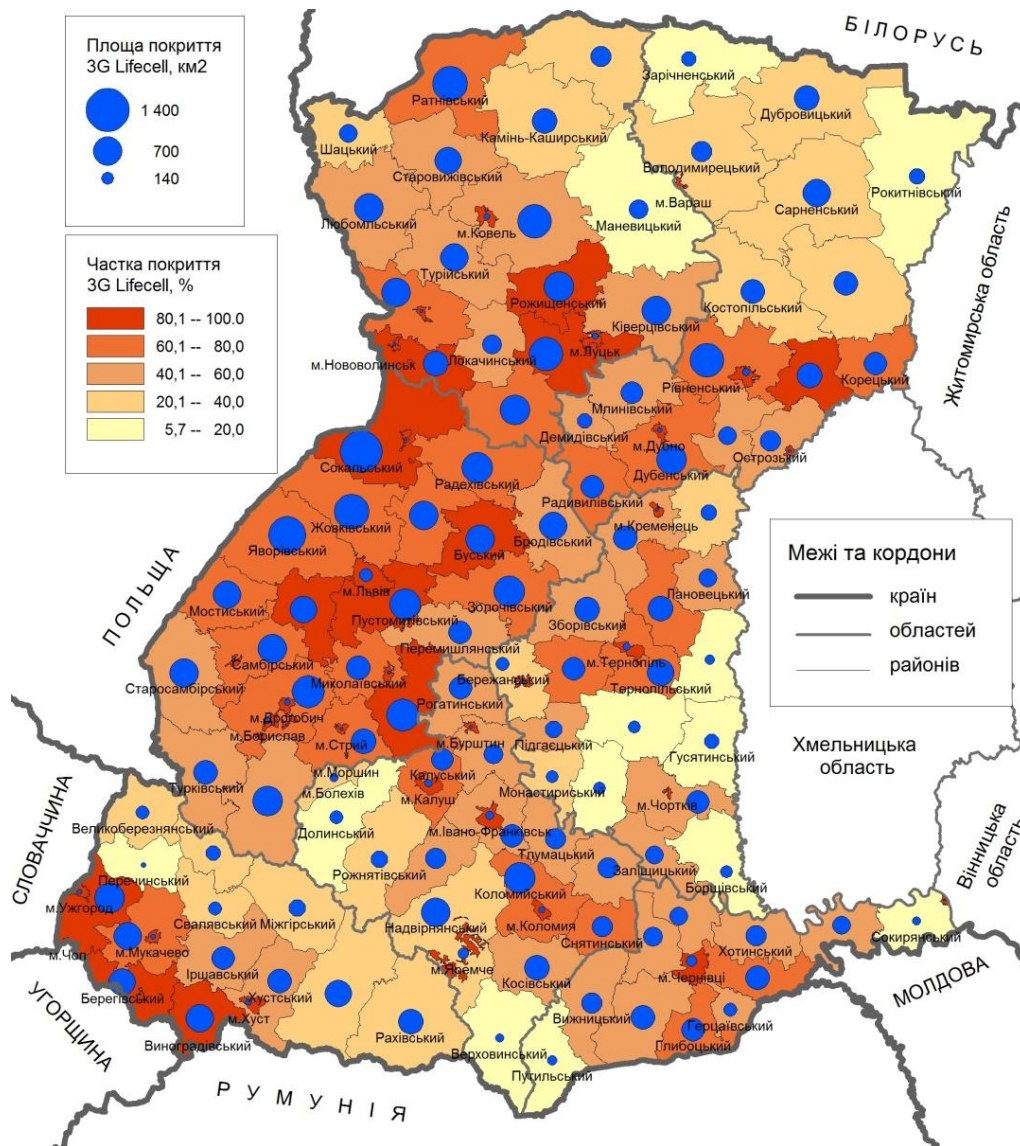 Площа покриття
3G Lifecell, км2
1 400
700
140
Частка покриття
3G Lifecell, %
80,1 -- 100.0
60,1 -- 80,0
40,1 -- 60,0
20,1 -- 40,0
5,7 -- 20,0
БІЛОРУСЬ
Зарічненський
Ратнівський
Дубровицький
Камінь-Каширський
Шацький
Володимирецький
Старовижівський
Рокитнівський
м.Вараш
Сарненський
Любомльський
Маневицький
м.Ковель
Турійський
Рожищенський
Костопільський
Ківерцівський
Житомирська область
м.Нововолинськ
Локачинський
м.Луцьк
Рівненський
Корецький
Млинівський
Демидівський
м.Дубно
Острозький
Сокальський
Дубенський
Радехівський
Радивилівський
м.Кременець
Жовківський
Яворівський
Буський
Бродівський
ПОЛЬЩА
Межі та кордони
країн
областей
районів
м.Львів
Лановецький
Мостиський
Пустомитівський
Золочівський
Зборівський
Перемишлянський
Самбірський
м.Тернопіль
Старосамбірський
Миколаївський
Бережанський
Тернопільський
Рогатинський
м.Дрогобич
м.Борислав
м.Стрий
м.Бурштин
Підгаєцький
Гусятинський
Хмельницька
область
Турківський
м.Моршин
м.Болехів
Калуський
м.Калуш
Монастириський
м.Чортків
СЛОВАЧЧИНА
Великоберезнянський
Долинський
м.Івано-Франківськ
Тлумацький
Перечинський
Рожнятівський
Заліщицький
Борщівський
Вінницька
область
м.Ужгород
Свалявський
Міжгірський
Коломийський
Надвірнянський
м.Коломия
Снятинський
Сокирянський
м.Чоп
м.Мукачево
Хотинський
Іршавський
м.Яремче
Косівський
м.Чернівці
МОЛДОВА
УГОРЩИНА
Берегівський
Хустський
м.Хуст
Вижницький
Герцаївський
Виноградівський
Рахівський
Верховинський
Глибоцький
Путильський
РУМУНІЯ